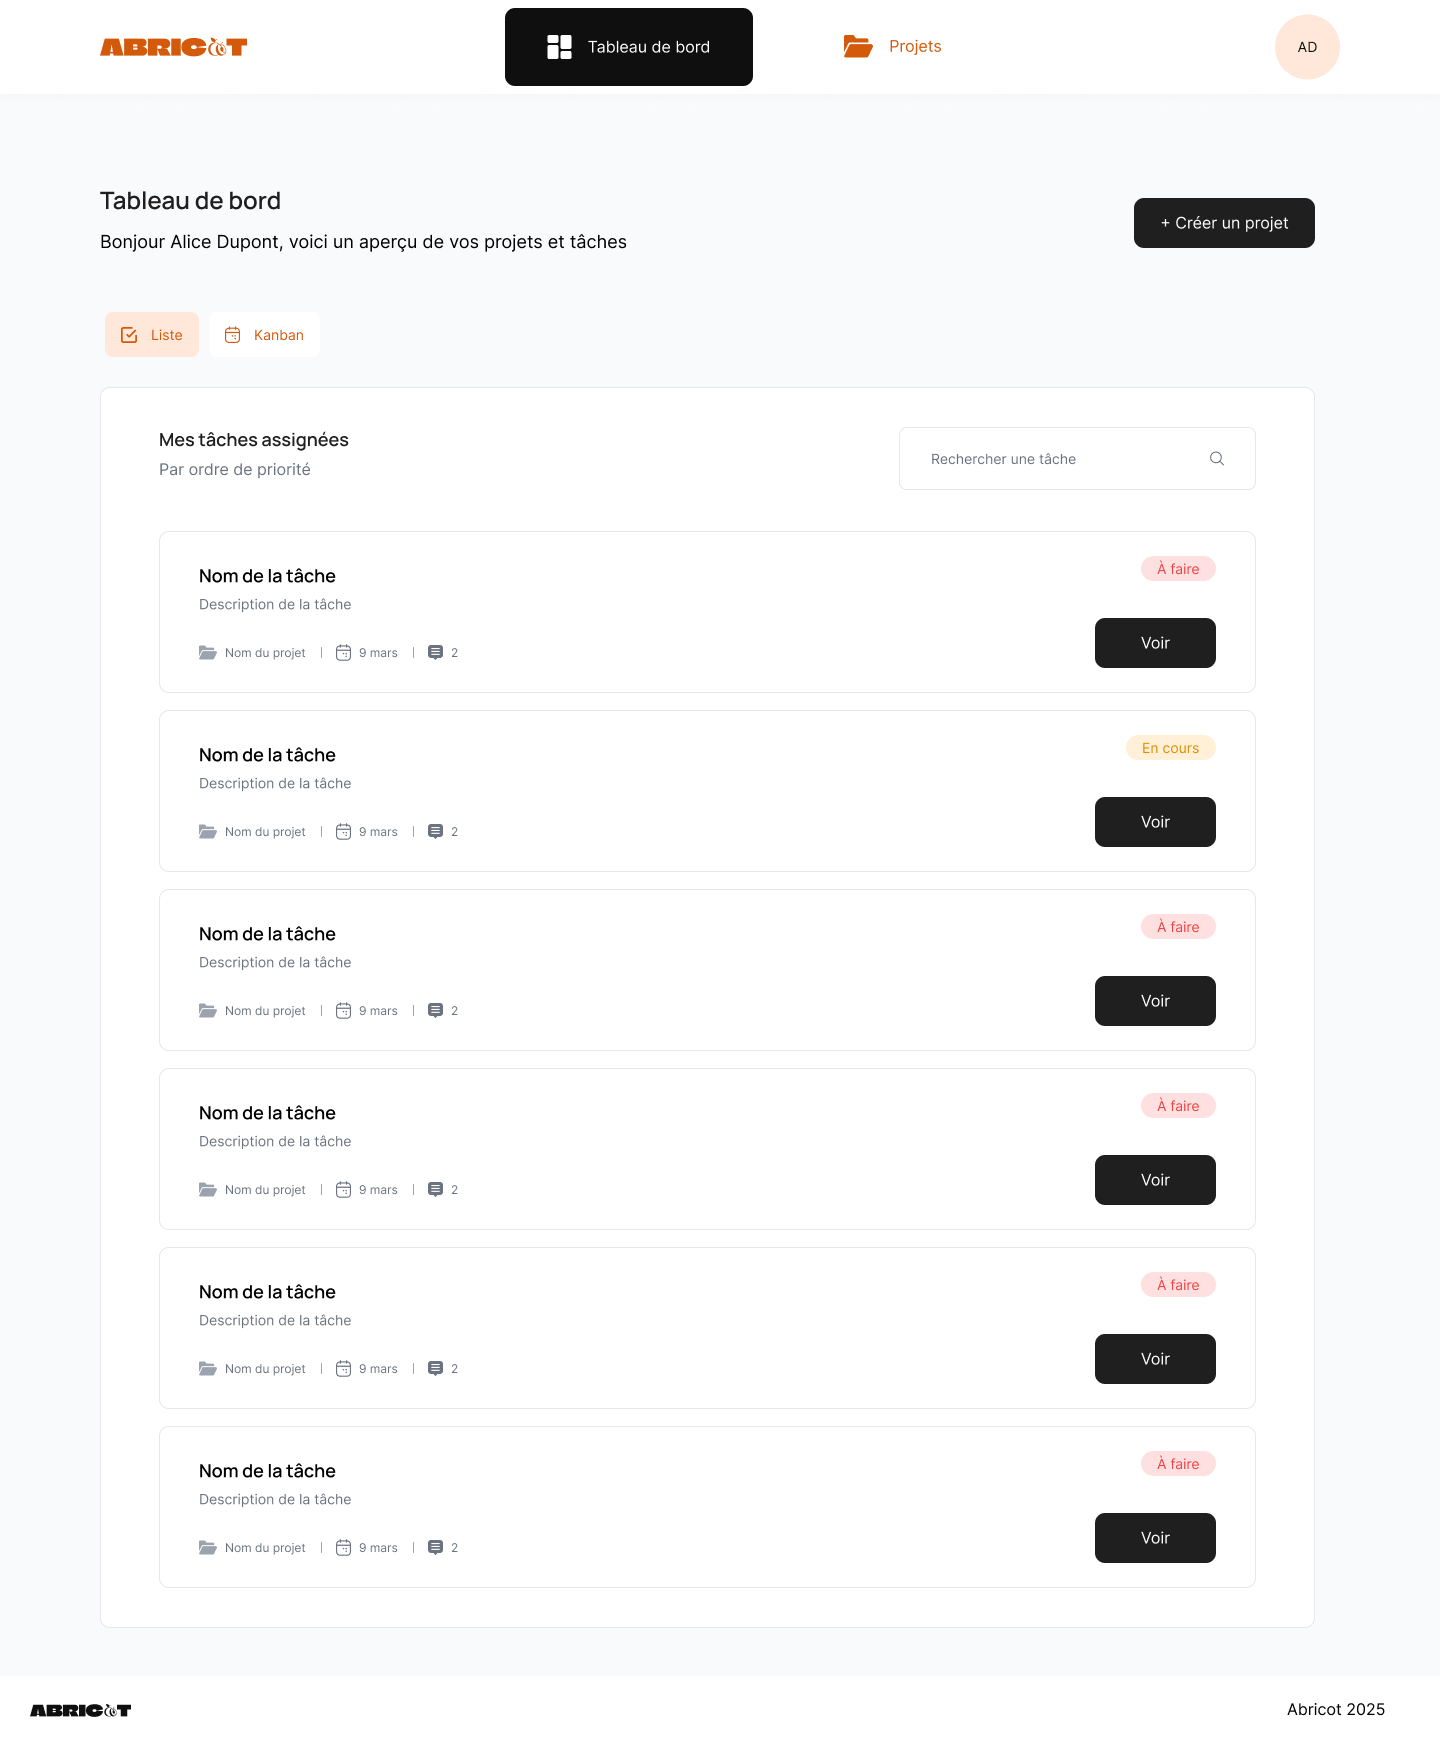 ABRICOT
Tableau de bord
Projets
AD
Tableau de bord
Bonjour Alice Dupont, voici un aperçu de vos projets et tâches
+ Créer un projet
Liste
Kanban
Mes tâches assignées
Par ordre de priorité
Rechercher une tâche
Nom de la tâche
À faire
Description de la tâche
Nom du projet | 9 mars | 2
Voir
Nom de la tâche
En cours
Description de la tâche
Nom du projet | 9 mars | 2
Voir
Nom de la tâche
À faire
Description de la tâche
Nom du projet | 9 mars | 2
Voir
Nom de la tâche
À faire
Description de la tâche
Nom du projet | 9 mars | 2
Voir
Nom de la tâche
À faire
Description de la tâche
Nom du projet | 9 mars | 2
Voir
Nom de la tâche
À faire
Description de la tâche
Nom du projet | 9 mars | 2
Voir
ABRICOT
Abricot 2025